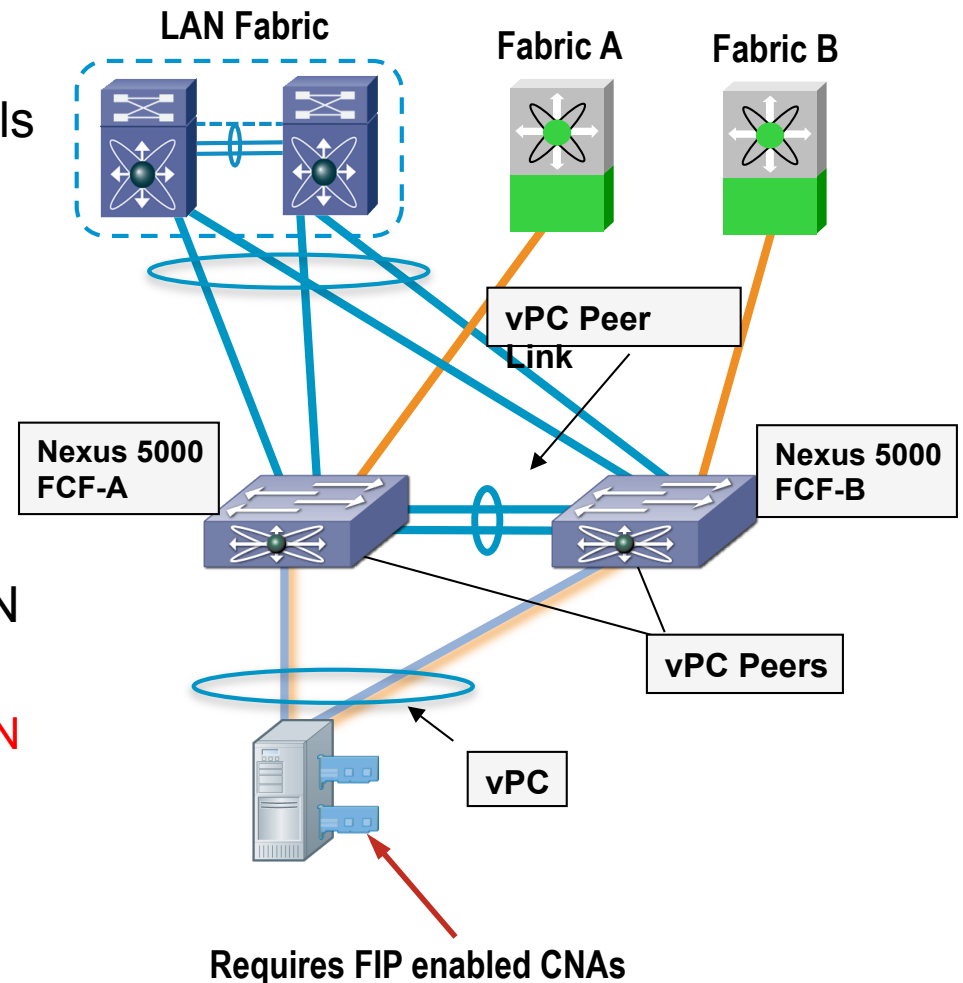 LAN Fabric
Fabric A
Fabric B
ls
vPC Peer
Link
Nexus 5000
FCF-A
Nexus 5000
FCF-B
N
vPC Peers
N
vPC
Requires FIP enabled CNAs